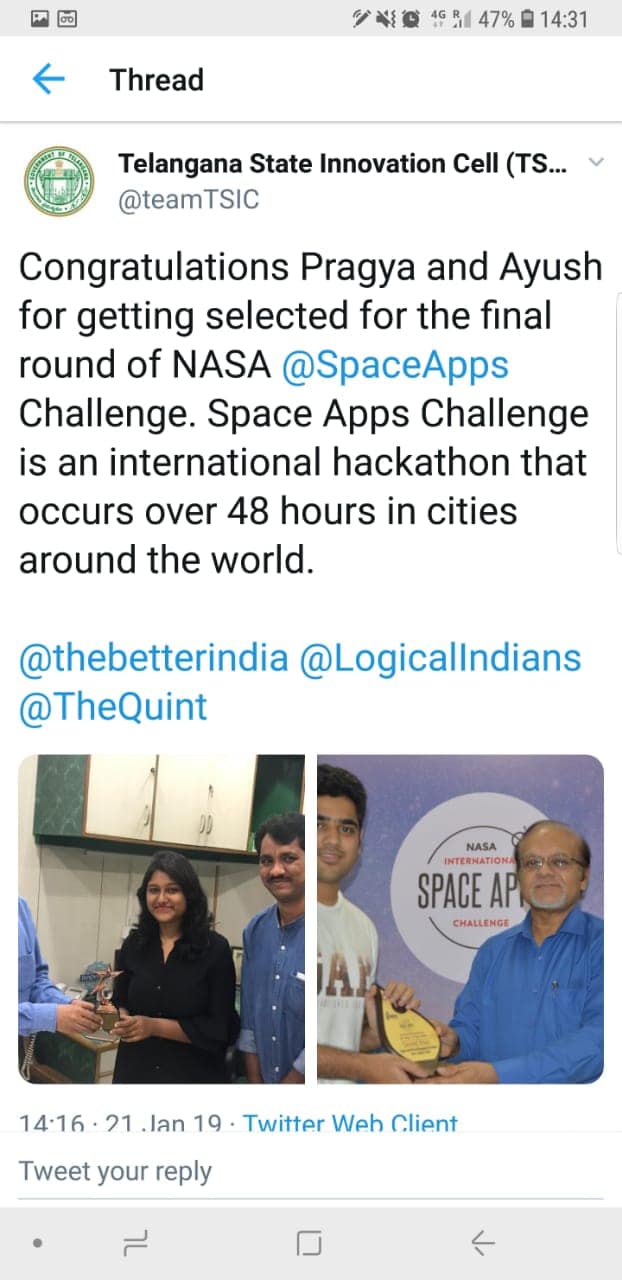 4G R 47% 14:31
Thread
Telangana State Innovation Cell (TS...
@teamTSIC
Congratulations Pragya and Ayush
for getting selected for the final
round of NASA @SpaceApps
Challenge. Space Apps Challenge
is an international hackathon that
occurs over 48 hours in cities
around the world.
@thebetterindia @LogicalIndians
@TheQuint
NASA
INTERNATIONA
SPACE AP
CHALLENGE
14:16 · 21 Jan 19 · Twitter Web Client
Tweet your reply